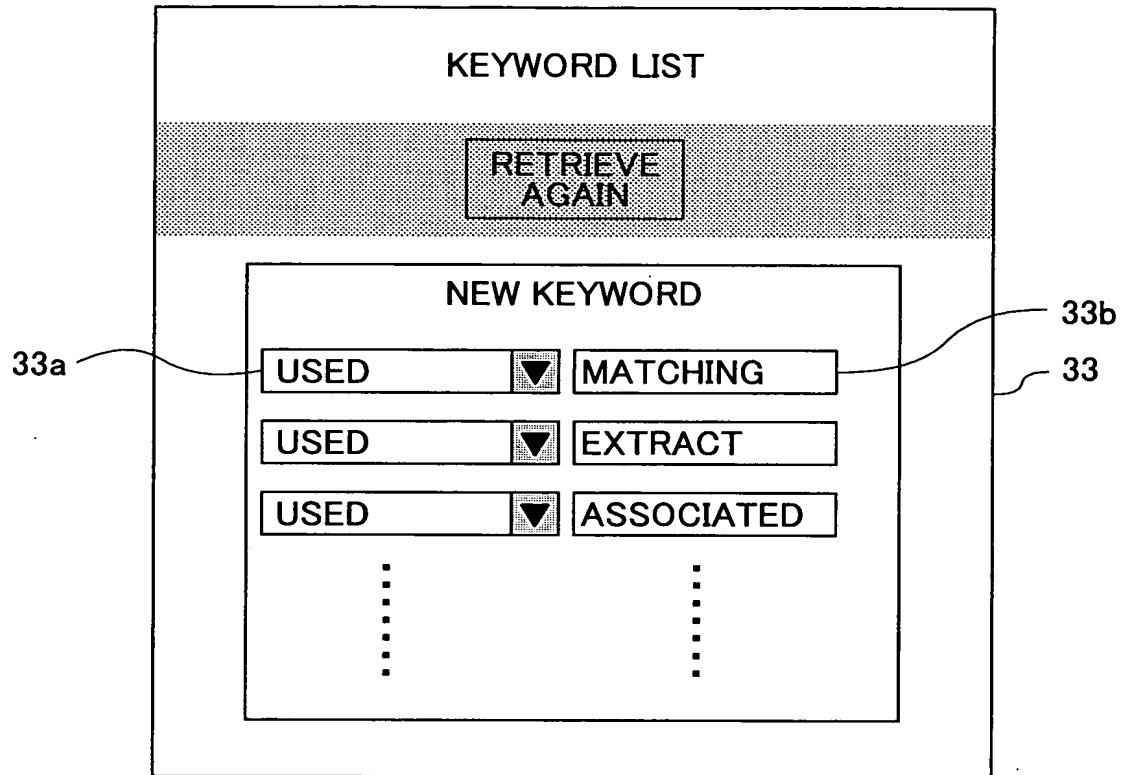 KEYWORD LIST
RETRIEVE
AGAIN
NEW KEYWORD
33b
33a
USED
MATCHING
33
USED
EXTRACT
USED
ASSOCIATED